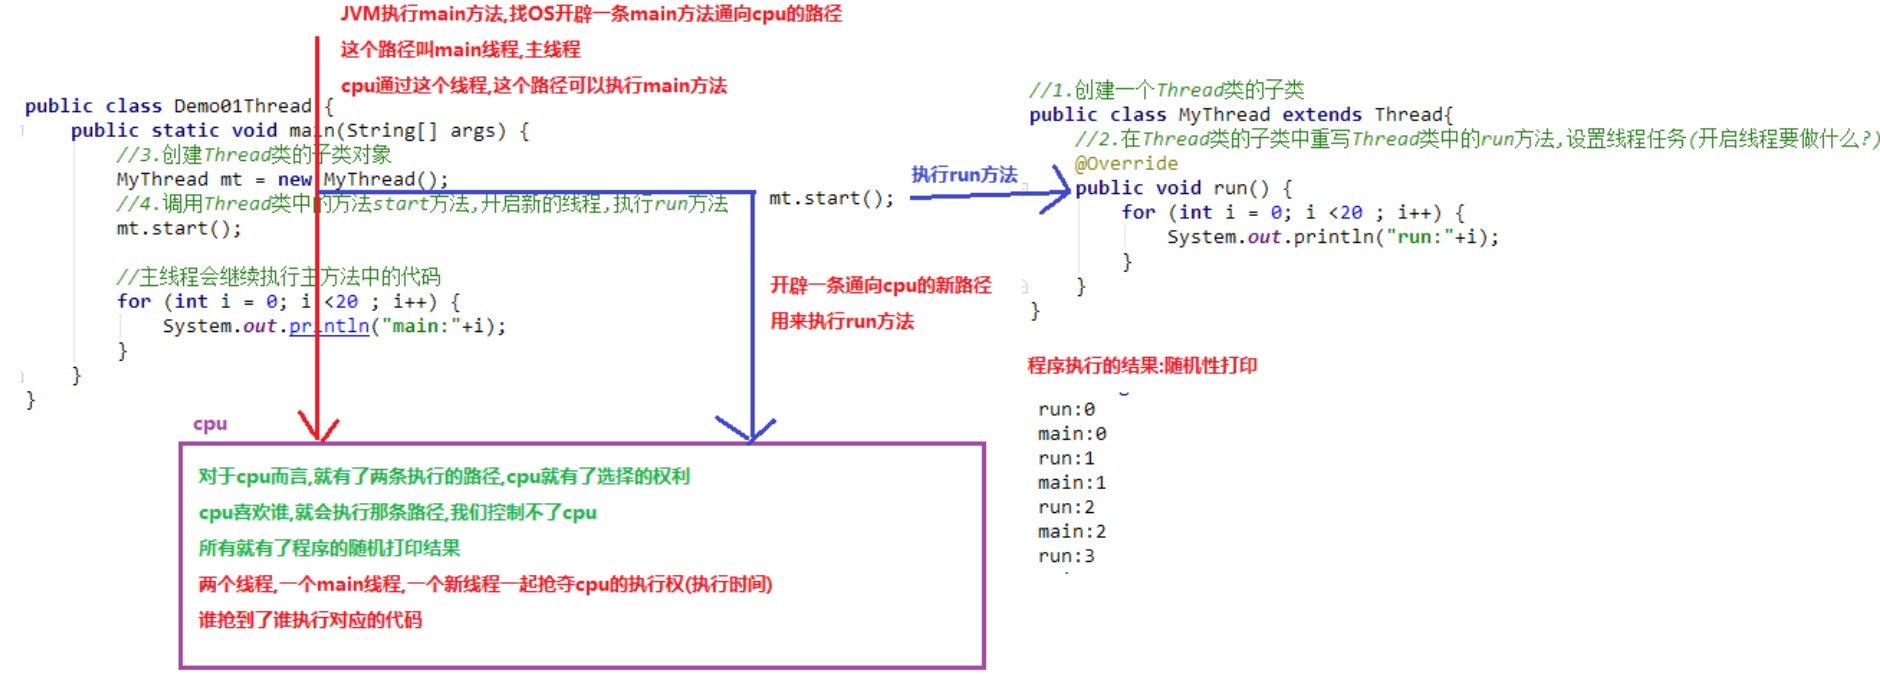 JVM执行main方法,找OS开辟一条main方法通向cpu的路径
这个路径叫main线程,主线程
cpu通过这个线程,这个路径可以执行main方法
public class Demo01Thread {
public static void main(String[] args) {
//3.创建Thread类的子类对象
MyThread mt = new MyThread();
//4.调用Thread类中的方法start方法,开启新的线程,执行run方法
mt.start();
//主线程会继续执行主方法中的代码
for (int i = 0; i <20 ; i++) {
System.out.println("main:"+i);
}
}
}
mt.start();
执行run方法
开辟一条通向cpu的新路径
用来执行run方法
//1.创建一个Thread类的子类
public class MyThread extends Thread{
//2.在Thread类的子类中重写Thread类中的run方法,设置线程任务(开启线程要做什么?)
@Override
public void run() {
for (int i = 0; i <20 ; i++) {
System.out.println("run:"+i);
}
}
}
程序执行的结果:随机性打印
run:0
main:0
run:1
main:1
run:2
main:2
run:3
cpu
对于cpu而言,就有了两条执行的路径,cpu就有了选择的权利
cpu喜欢谁,就会执行那条路径,我们控制不了cpu
所有就有了程序的随机打印结果
两个线程,一个main线程,一个新线程一起抢夺cpu的执行权(执行时间)
谁抢到了谁执行对应的代码